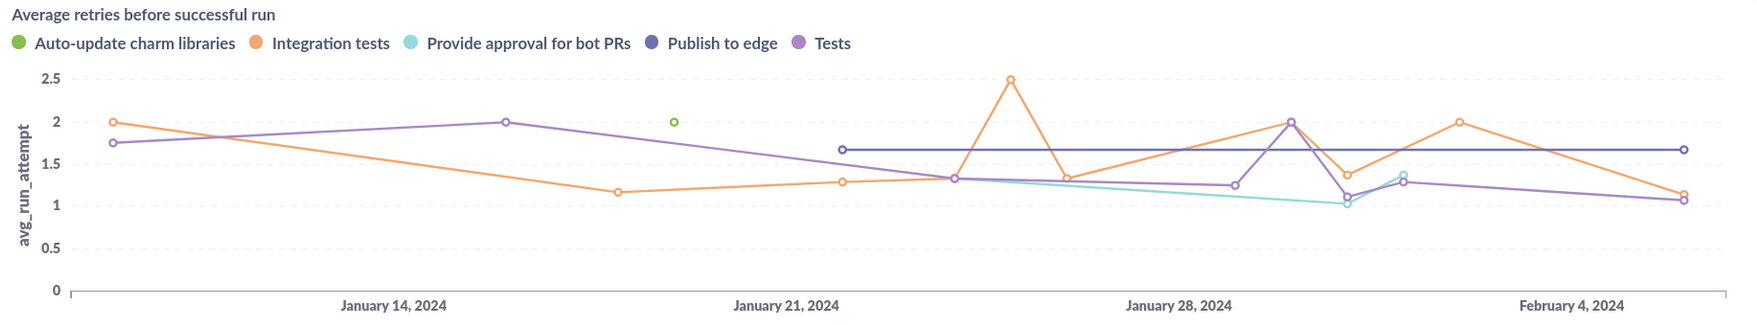 Average retries before successful run
Auto-update charm libraries Integration tests Provide approval for bot PRs Publish to edge Tests
avg_run_attempt
2.5
2
1.5
1
0.5
0
January 14, 2024 January 21, 2024 January 28, 2024 February 4, 2024